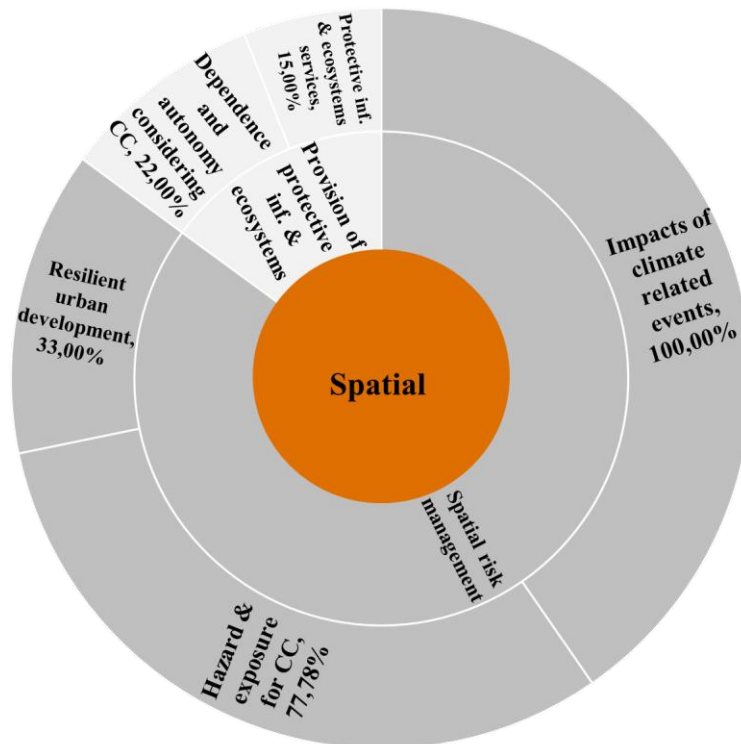 Protective inf.
& ecosystems
services,
15,00%
Dependence
and
autonomy
considering
CC, 22,00%
Provision of
protective
inf. &
ecosystems
Impacts of
climate
related
events,
100,00%
Resilient
urban
development,
33,00%
Spatial
Spatial risk
management
Hazard &
exposure
for CC,
77,78%